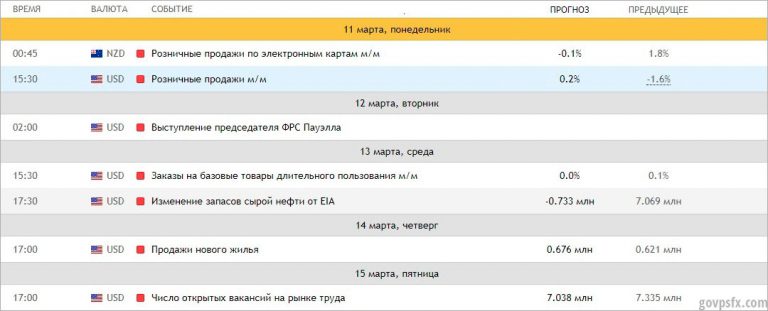 ВРЕМЯ ВАЛЮТА СОБЫТИЕ ПРОГНОЗ ПРЕДЫДУЩЕЕ
11 марта, понедельник
00:45 NZD Розничные продажи по электронным картам м/м -0.1% 1.8%
15:30 USD Розничные продажи м/м 0.2% -1.6%
12 марта, вторник
02:00 USD Выступление председателя ФРС Пауэлла
13 марта, среда
15:30 USD Заказы на базовые товары длительного пользования м/м 0.0% 0.1%
17:30 USD Изменение запасов сырой нефти от EIA -0.733 млн 7.069 млн
14 марта, четверг
17:00 USD Продажи нового жилья 0.676 млн 0.621 млн
15 марта, пятница
17:00 USD Число открытых вакансий на рынке труда 7.038 млн 7.335 млн
govpsfx.com